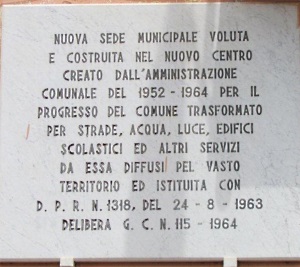 NUOVA SEDE MUNICIPALE VOLUTA
E COSTRUITA NEL NUOVO CENTRO
CREATO DALL'AMMINISTRAZIONE
COMUNALE DEL 1952-1964 PER IL
PROGRESSO DEL COMUNE TRASFORMATO
PER STRADE, ACQUA, LUCE, EDIFICI
SCOLASTICI ED ALTRI SERVIZI
DA ESSA DIFFUSI PEL VASTO
TERRITORIO ED ISTITUITA CON
D. P. R. N. 1318, DEL 24-8-1963
DELIBERA G. C. N. 115-1964